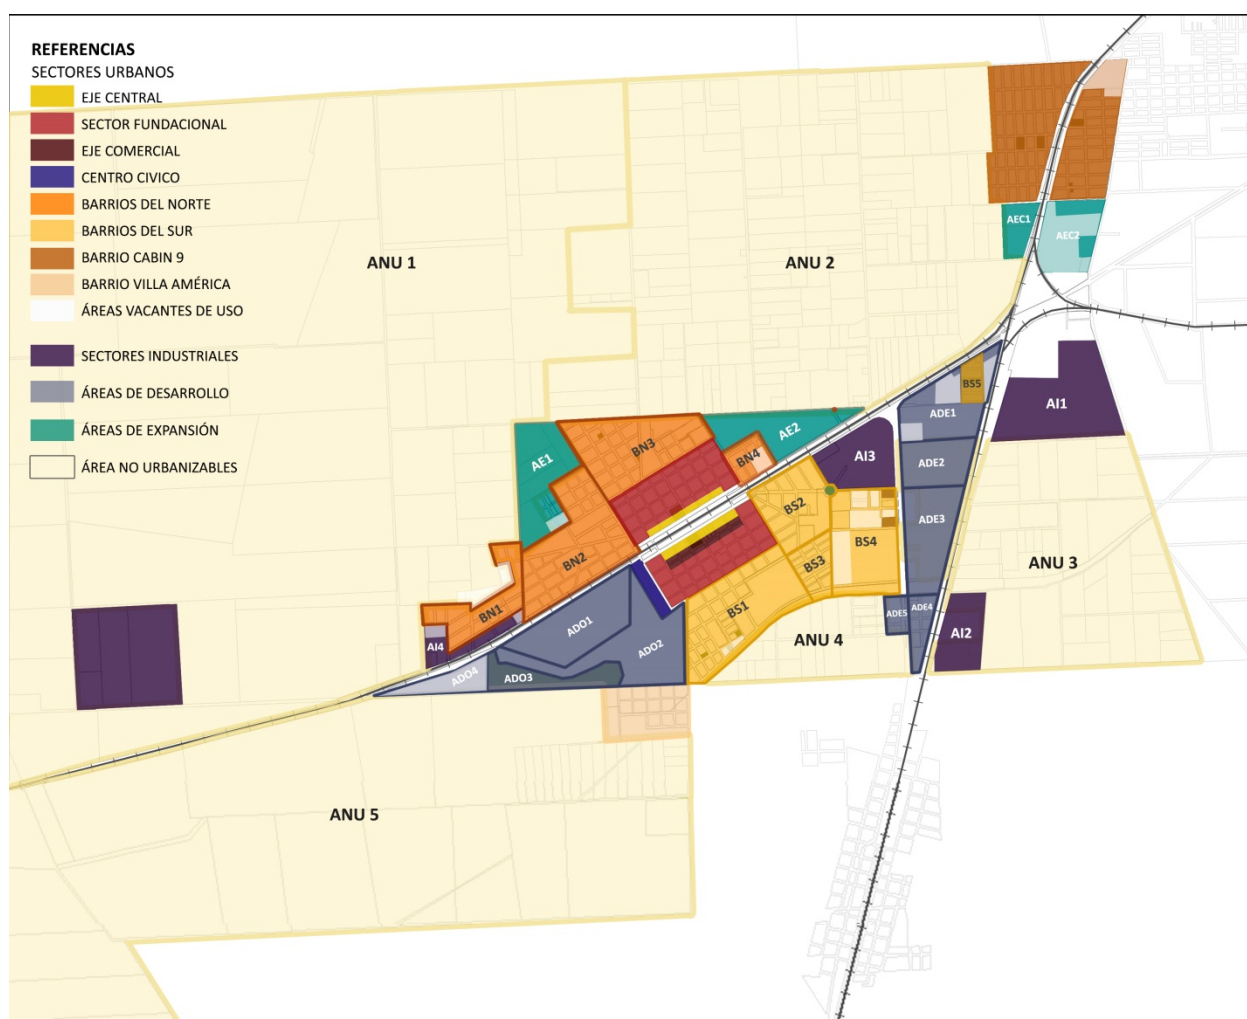 REFERENCIAS
SECTORES URBANOS
EJE CENTRAL
SECTOR FUNDACIONAL
EJE COMERCIAL
CENTRO CIVICO
BARRIOS DEL NORTE
BARRIOS DEL SUR
BARRIO CABIN 9
BARRIO VILLA AMÉRICA
ÁREAS VACANTES DE USO
SECTORES INDUSTRIALES
ÁREAS DE DESARROLLO
ÁREAS DE EXPANSIÓN
ÁREA NO URBANIZABLES
ANU 1
ANU 2
AEC1
AEC2
BS5
ADE1
AI1
AE1
BN3
AE2
BN4
AI3
ADE2
BS2
ADE3
BN2
BS3
BS4
ANU 3
BN1
ADO1
BS1
ADE5
ADE4
AI4
ADO2
ANU 4
AI2
ADO4
ADO3
ANU 5